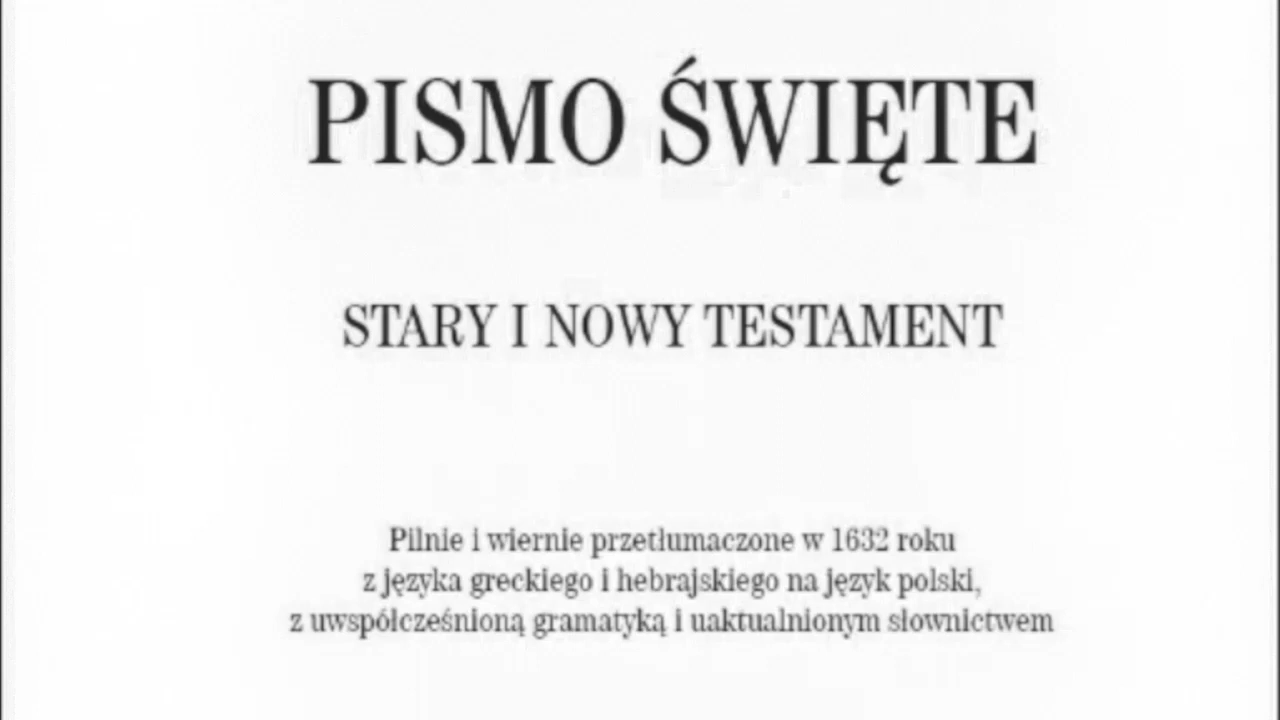 PISMO ŚWIĘTE
STARY I NOWY TESTAMENT
Pilnie i wiernie przetłumaczone w 1632 roku
z języka greckiego i hebrajskiego na język polski,
z uwspółcześnioną gramatyką i uaktualnionym słownictwem